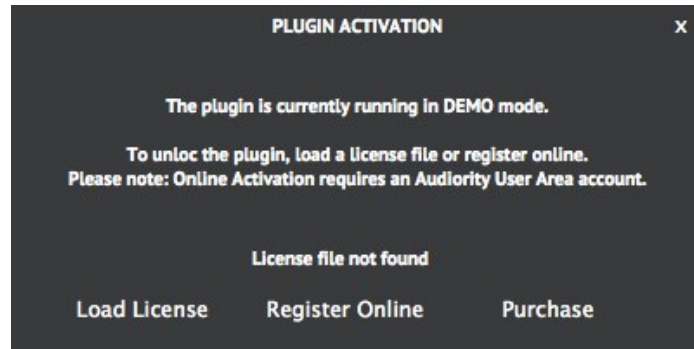 PLUGIN ACTIVATION
X
The plugin is currently running in DEMO mode.
To unloc the plugin, load a license file or register online.
Please note: Online Activation requires an Audiority User Area account.
License file not found
Load License
Register Online
Purchase